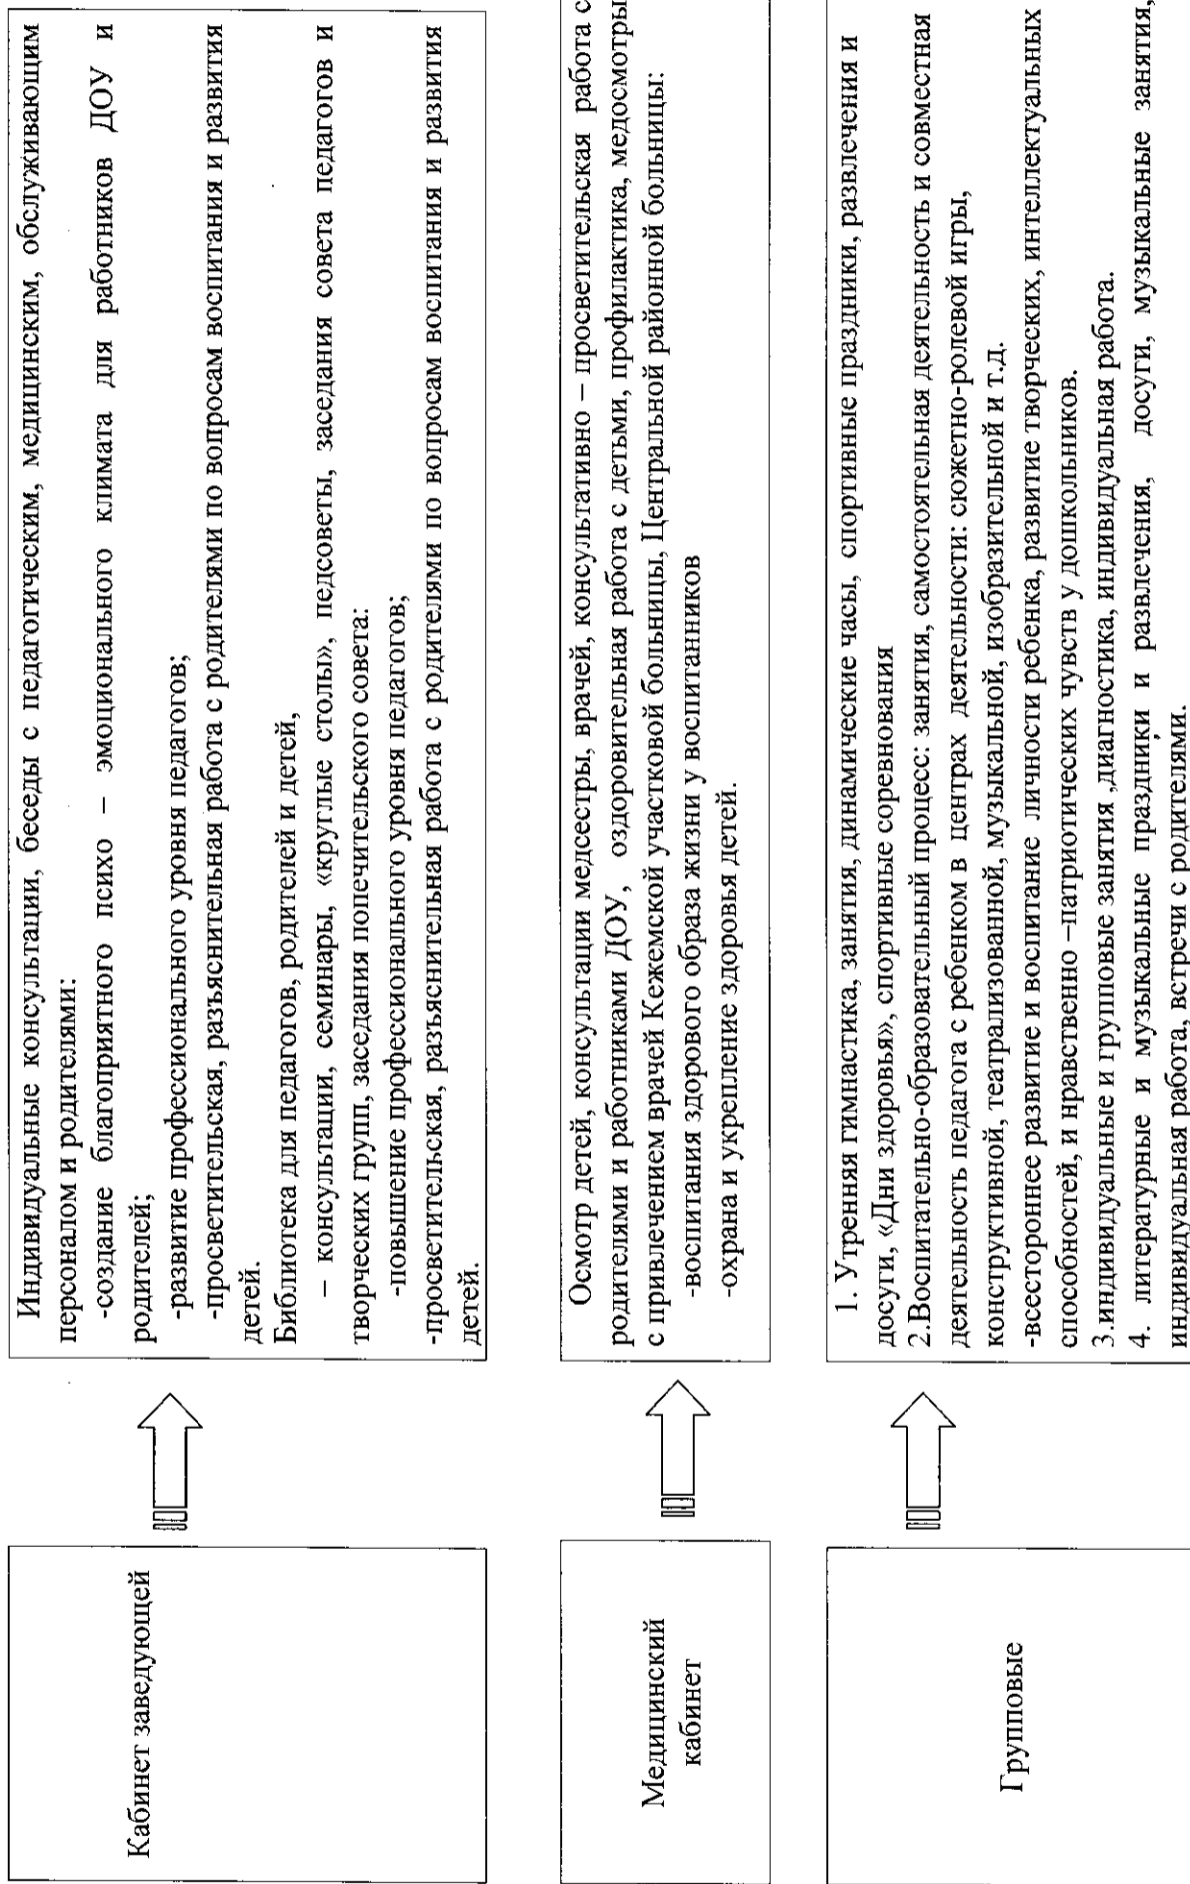 Кабинет заведующей
Индивидуальные консультации, беседы с педагогическим, медицинским, обслуживающим
персоналом и родителями:
-создание благоприятного психо – эмоционального климата для работников ДОУ и
родителей;
-развитие профессионального уровня педагогов;
-просветительская, разъяснительная работа с родителями по вопросам воспитания и развития
детей.
Библиотека для педагогов, родителей и детей,
– консультации, семинары, «круглые столы», педсоветы, заседания совета педагогов и
творческих групп, заседания попечительского совета:
-повышение профессионального уровня педагогов;
-просветительская, разъяснительная работа с родителями по вопросам воспитания и развития
детей.
Медицинский
кабинет
Осмотр детей, консультации медсестры, врачей, консультативно – просветительская работа с
родителями и работниками ДОУ, оздоровительная работа с детьми, профилактика, медосмотры
с привлечением врачей Кежемской участковой больницы, Центральной районной больницы:
-воспитания здорового образа жизни у воспитанников
-охрана и укрепление здоровья детей.
Групповые
1. Утренняя гимнастика, занятия, динамические часы, спортивные праздники, развлечения и
досуги, «Дни здоровья», спортивные соревнования
2.Воспитательно-образовательный процесс: занятия, самостоятельная деятельность и совместная
деятельность педагога с ребенком в центрах деятельности: сюжетно-ролевой игры,
конструктивной, театрализованной, музыкальной, изобразительной и т.д.
-всестороннее развитие и воспитание личности ребенка, развитие творческих, интеллектуальных
способностей, и нравственно –патриотических чувств у дошкольников.
3.индивидуальные и групповые занятия ,диагностика, индивидуальная работа.
4. литературные и музыкальные праздники и развлечения, досуги, музыкальные занятия,
индивидуальная работа, встречи с родителями.